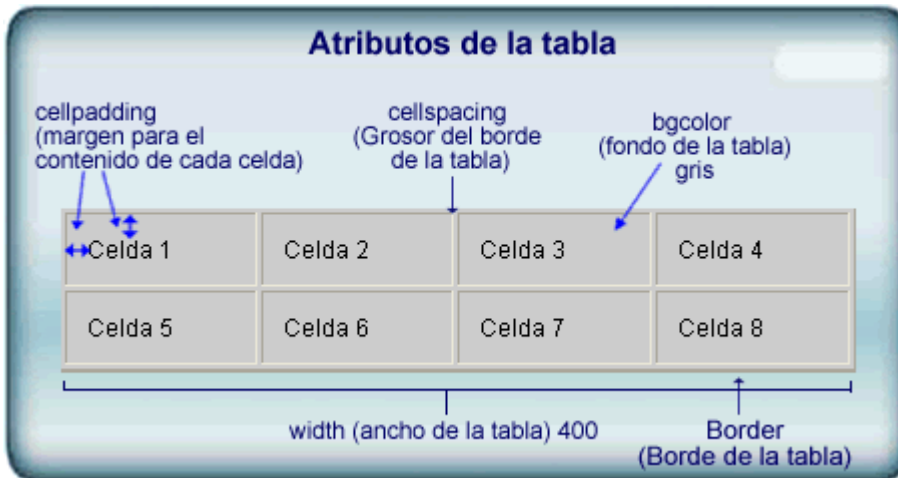 Atributos de la tabla
cellpadding
(margen para el
contenido de cada celda)
cellspacing
(Grosor del borde
de la tabla)
bgcolor
(fondo de la tabla)
gris
Celda 1
Celda 2
Celda 3
Celda 4
Celda 5
Celda 6
Celda 7
Celda 8
width (ancho de la tabla) 400
Border
(Borde de la tabla)